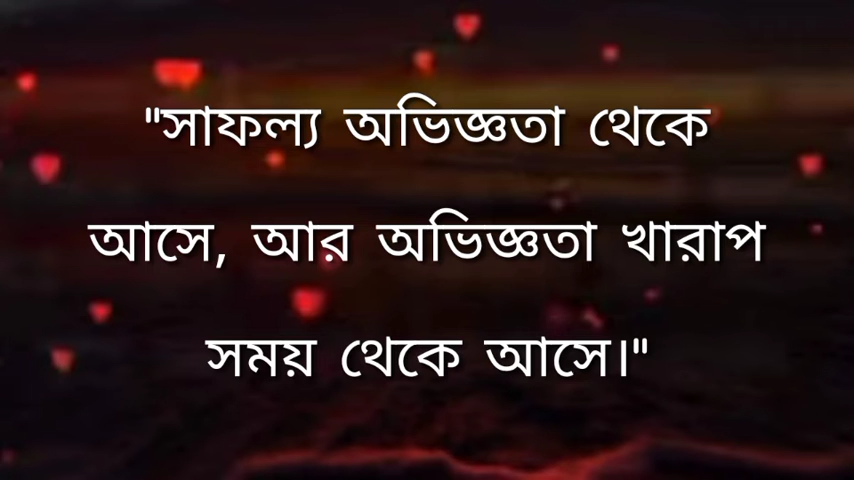 "সাফল্য অভিজ্ঞতা থেকে
আসে, আর অভিজ্ঞতা খারাপ
সময় থেকে আসে।"